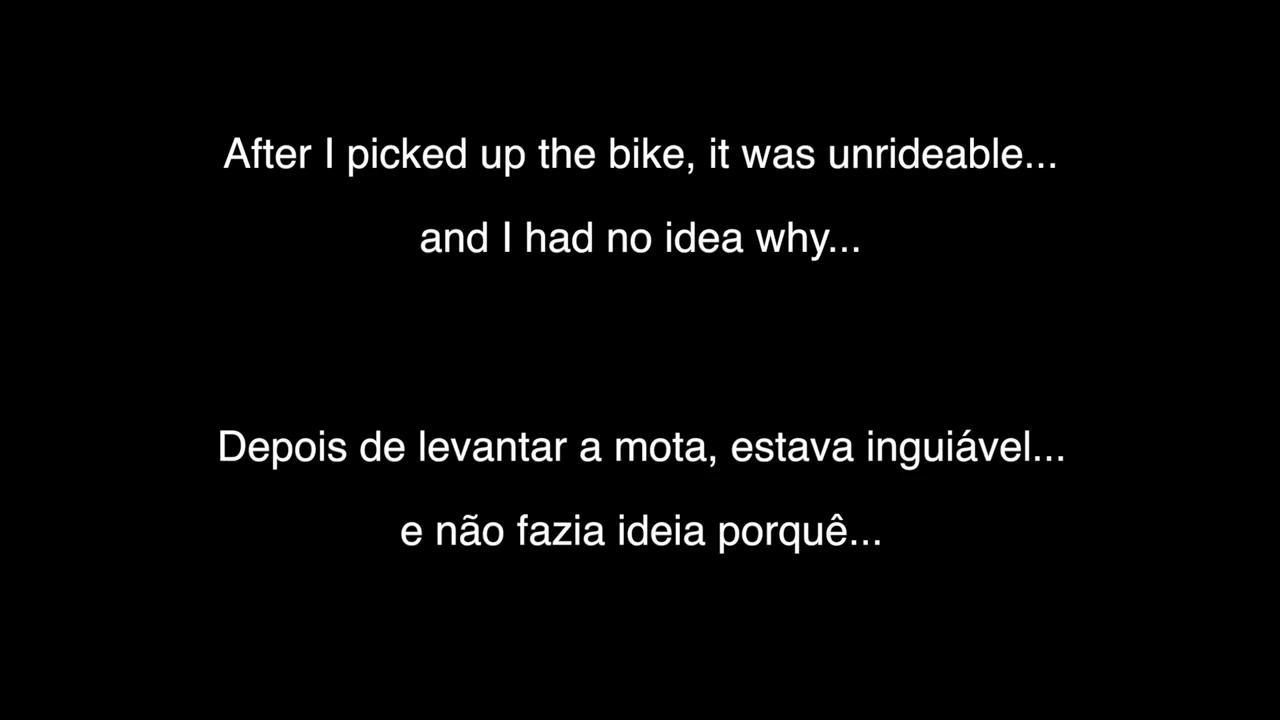 After I picked up the bike, it was unrideable...
and I had no idea why...
Depois de levantar a mota, estava inguiável...
e não fazia ideia porquê...